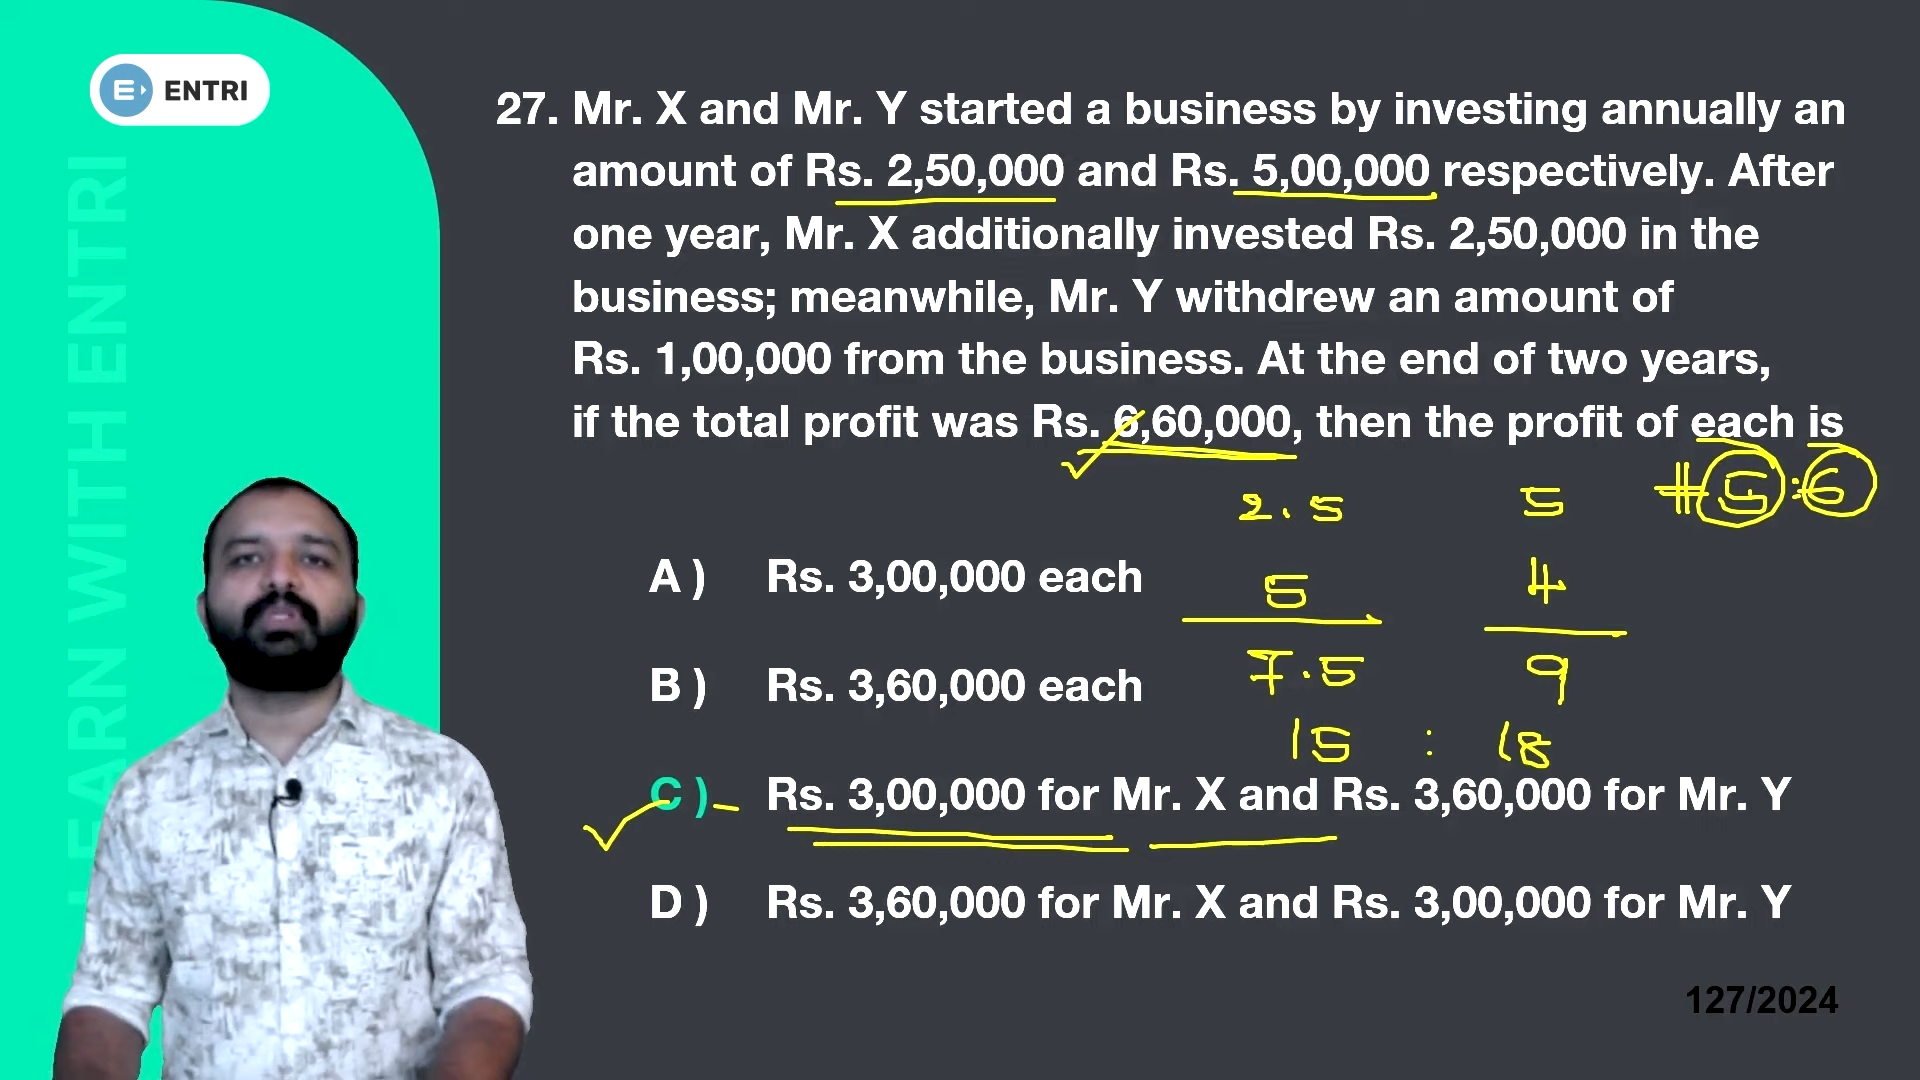 ENTRI
LEARN WITH ENTRI
27. Mr. X and Mr. Y started a business by investing annually an
amount of Rs. 2,50,000 and Rs. 5,00,000 respectively. After
one year, Mr. X additionally invested Rs. 2,50,000 in the
business; meanwhile, Mr. Y withdrew an amount of
Rs. 1,00,000 from the business. At the end of two years,
if the total profit was Rs. 6,60,000, then the profit of each is
2.5 5 5:6
A) Rs. 3,00,000 each
5 4
7.5 9
B) Rs. 3,60,000 each
15 : 18
C) Rs. 3,00,000 for Mr. X and Rs. 3,60,000 for Mr. Y
D) Rs. 3,60,000 for Mr. X and Rs. 3,00,000 for Mr. Y
127/2024